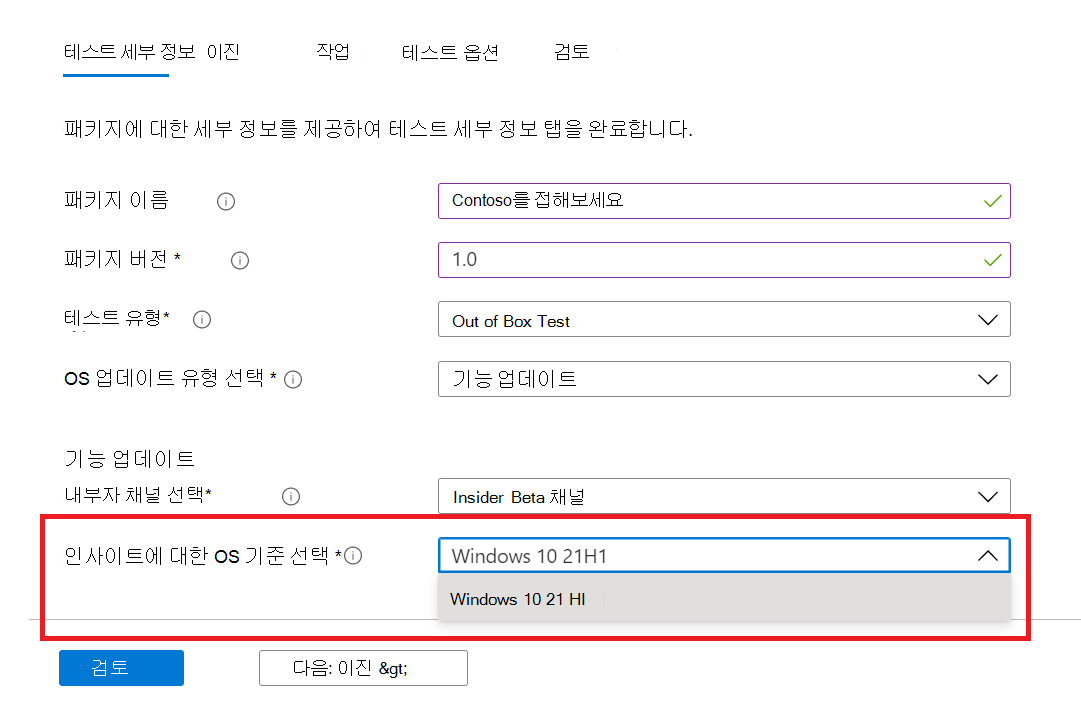 테스트 세부 정보 이진 작업 테스트 옵션 검토
패키지에 대한 세부 정보를 제공하여 테스트 세부 정보 탭을 완료합니다.
패키지 이름 Contoso를 접해보세요
패키지 버전 * 1.0
테스트 유형* Out of Box Test
OS 업데이트 유형 선택 * 기능 업데이트
기능 업데이트
내부자 채널 선택* Insider Beta 채널
인사이트에 대한 OS 기준 선택 * Windows 10 21H1
Windows 10 21 HI
검토 다음: 이진 &gt;